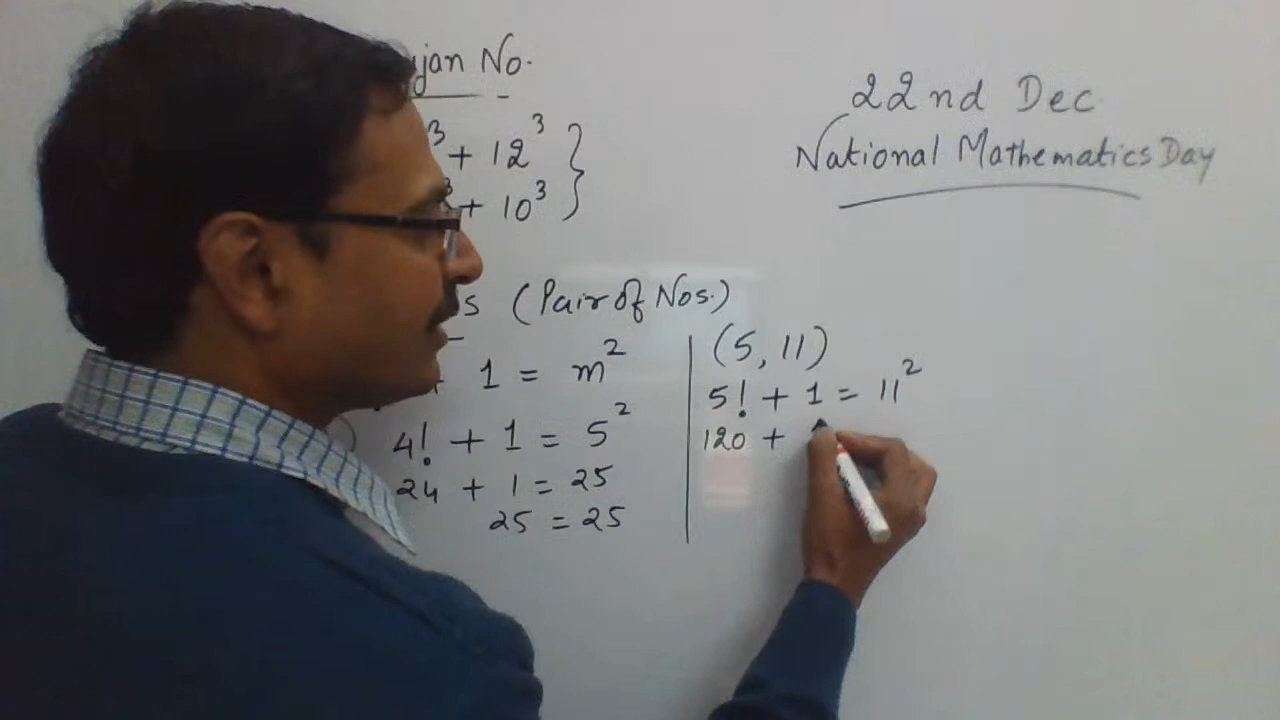 No.
3 + 12³ }
+ 10³
(Pair of Nos.)
1 = m²
4! + 1 = 5²
24 + 1 = 25
25 = 25
(5, 11)
5! + 1 = 11²
120 +
22nd Dec
National Mathematics Day